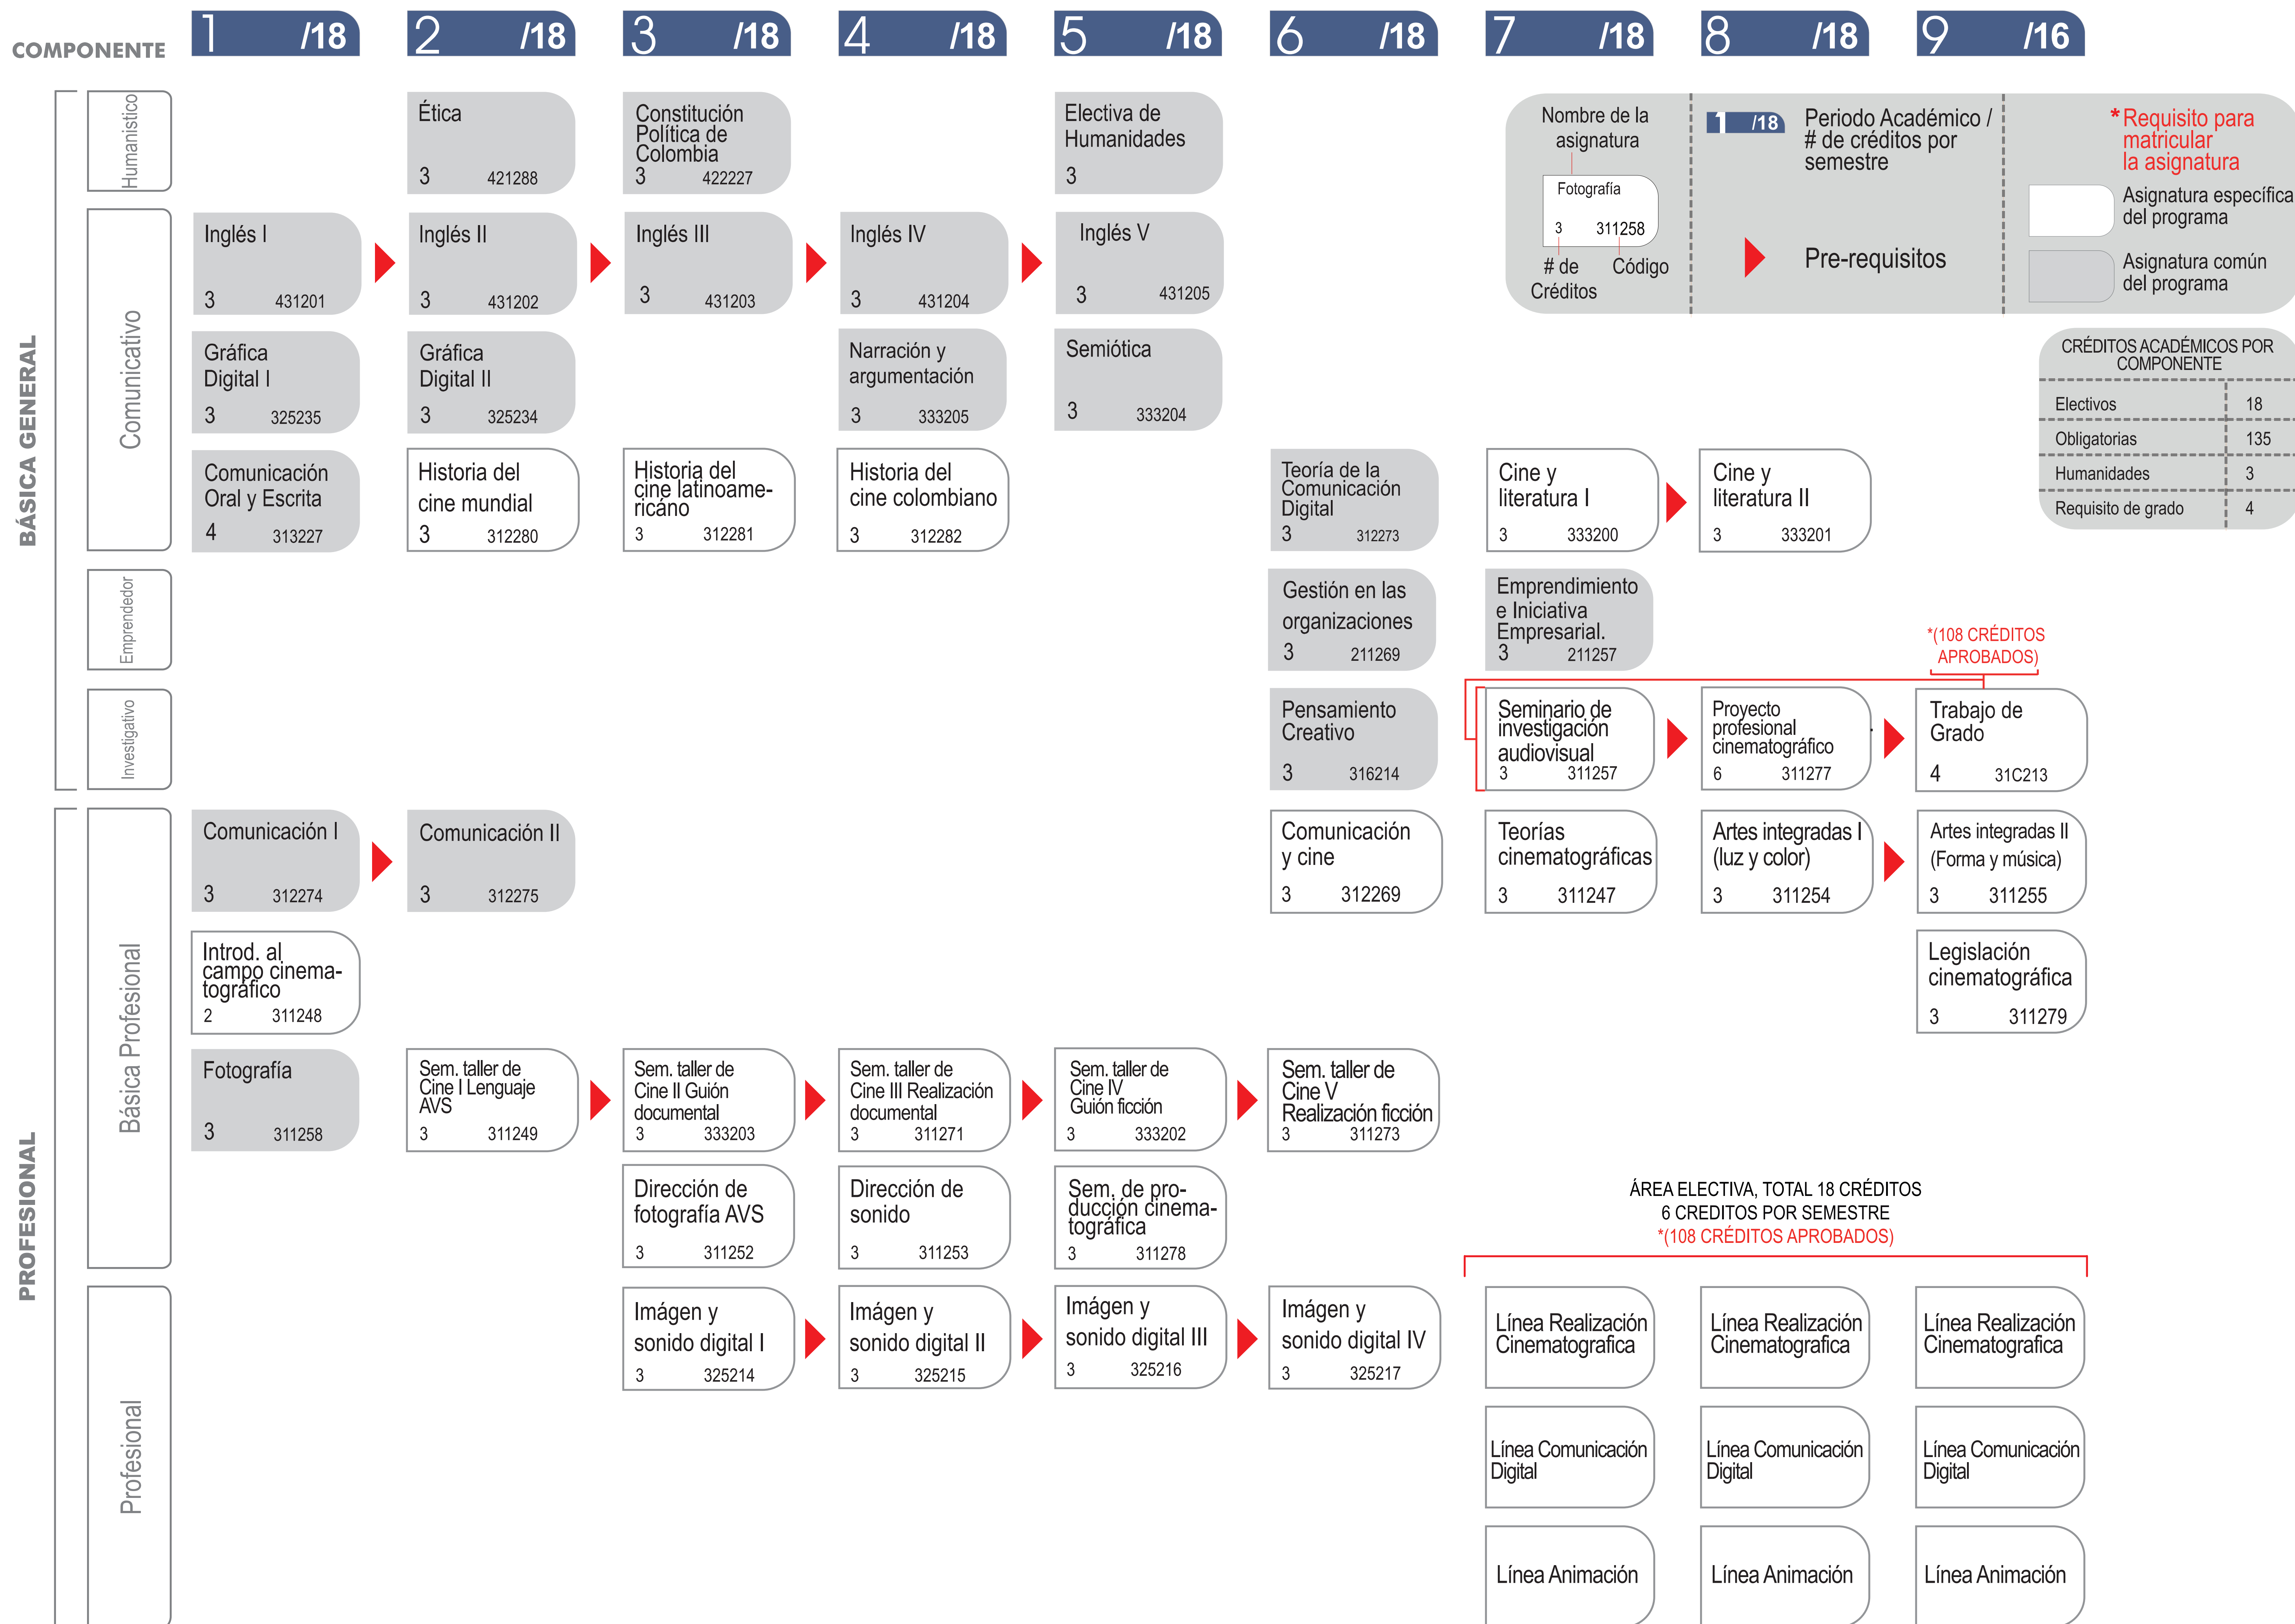 COMPONENTE
1 /18
2 /18
3 /18
4 /18
5 /18
6 /18
7 /18
8 /18
9 /16
BÁSICA GENERAL
Humanistico
Ética
3 421288
Constitución
Política de
Colombia
3 422227
Electiva de
Humanidades
3
Nombre de la
asignatura
Fotografía
3 311258
# de
Créditos
Código
1 /18
Periodo Académico /
# de créditos por
semestre
Pre-requisitos
*Requisito para
matricular
la asignatura
Asignatura específica
del programa
Asignatura común
del programa
CRÉDITOS ACADÉMICOS POR
COMPONENTE
Electivos 18
Obligatorias 135
Humanidades 3
Requisito de grado 4
Comunicativo
Inglés I
3 431201
Inglés II
3 431202
Inglés III
3 431203
Inglés IV
3 431204
Inglés V
3 431205
Gráfica
Digital I
3 325235
Gráfica
Digital II
3 325234
Narración y
argumentación
3 333205
Semiótica
3 333204
Comunicación
Oral y Escrita
4 313227
Historia del
cine mundial
3 312280
Historia del
cine latinoame-
ricáno
3 312281
Historia del
cine colombiano
3 312282
Teoría de la
Comunicación
Digital
3 312273
Cine y
literatura I
3 333200
Cine y
literatura II
3 333201
Emprendedor
Gestión en las
organizaciones
3 211269
Emprendimiento
e Iniciativa
Empresarial.
3 211257
*(108 CRÉDITOS
APROBADOS)
Investigativo
Pensamiento
Creativo
3 316214
Seminario de
investigación
audiovisual
3 311257
Proyecto
profesional
cinematográfico
6 311277
Trabajo de
Grado
4 31C213
PROFESIONAL
Básica Profesional
Comunicación I
3 312274
Comunicación II
3 312275
Comunicación
y cine
3 312269
Teorías
cinematográficas
3 311247
Artes integradas I
(luz y color)
3 311254
Artes integradas II
(Forma y música)
3 311255
Introd. al
campo cinema-
tográfico
2 311248
Legislación
cinematográfica
3 311279
Fotografía
3 311258
Sem. taller de
Cine I Lenguaje
AVS
3 311249
Sem. taller de
Cine II Guión
documental
3 333203
Sem. taller de
Cine III Realización
documental
3 311271
Sem. taller de
Cine IV
Guión ficción
3 333202
Sem. taller de
Cine V
Realización ficción
3 311273
Dirección de
fotografía AVS
3 311252
Dirección de
sonido
3 311253
Sem. de pro-
ducción cinema-
tográfica
3 311278
ÁREA ELECTIVA, TOTAL 18 CRÉDITOS
6 CREDITOS POR SEMESTRE
*(108 CRÉDITOS APROBADOS)
Profesional
Imágen y
sonido digital I
3 325214
Imágen y
sonido digital II
3 325215
Imágen y
sonido digital III
3 325216
Imágen y
sonido digital IV
3 325217
Línea Realización
Cinematografica
Línea Realización
Cinematografica
Línea Realización
Cinematografica
Línea Comunicación
Digital
Línea Comunicación
Digital
Línea Comunicación
Digital
Línea Animación
Línea Animación
Línea Animación